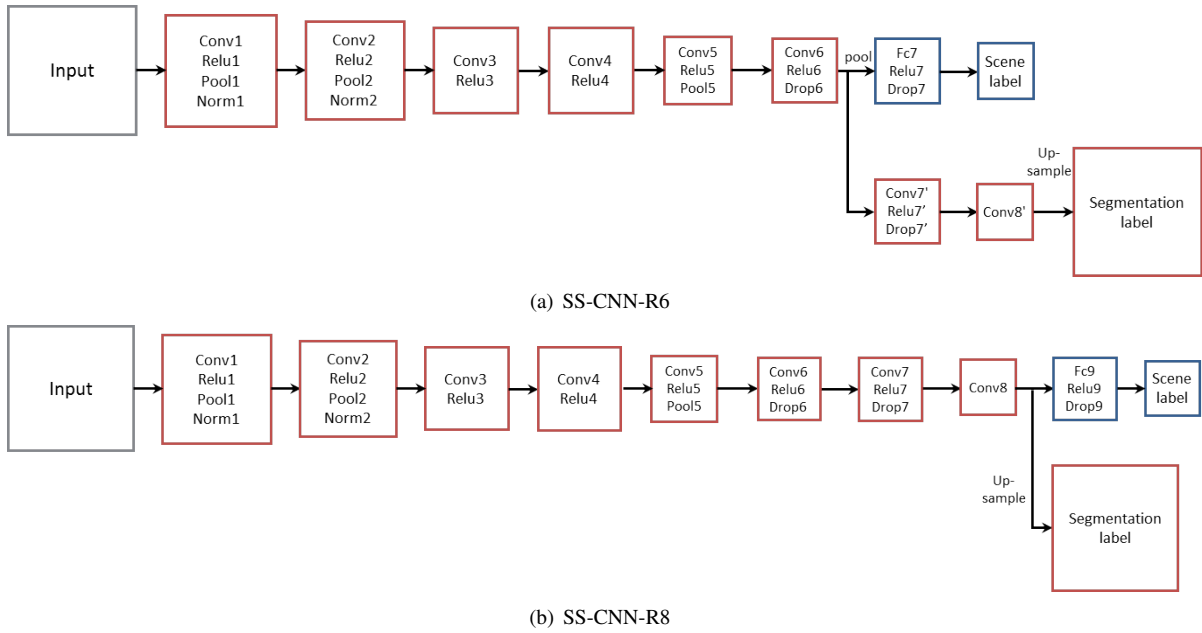 Input
Conv1
Relu1
Pool1
Norm1
Conv2
Relu2
Pool2
Norm2
Conv3
Relu3
Conv4
Relu4
Conv5
Relu5
Pool5
Conv6
Relu6
Drop6
pool
Fc7
Relu7
Drop7
Scene
label
Conv7'
Relu7’
Drop7’
Conv8'
Up-
sample
Segmentation
label
(a) SS-CNN-R6
Input
Conv1
Relu1
Pool1
Norm1
Conv2
Relu2
Pool2
Norm2
Conv3
Relu3
Conv4
Relu4
Conv5
Relu5
Pool5
Conv6
Relu6
Drop6
Conv7
Relu7
Drop7
Conv8
Fc9
Relu9
Drop9
Scene
label
Up-
sample
Segmentation
label
(b) SS-CNN-R8